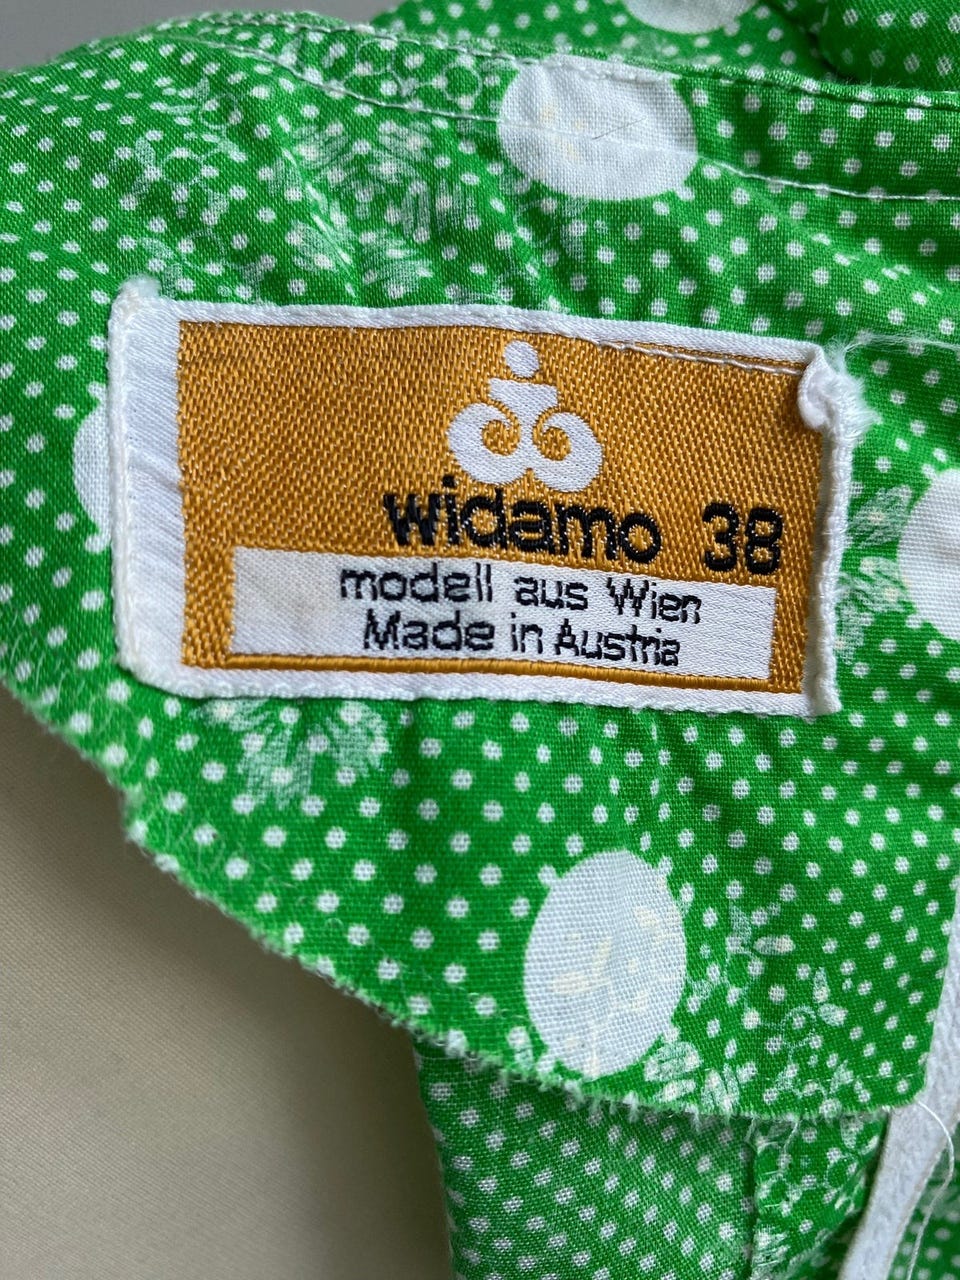 widamo 38
modell aus Wien
Made in Austria